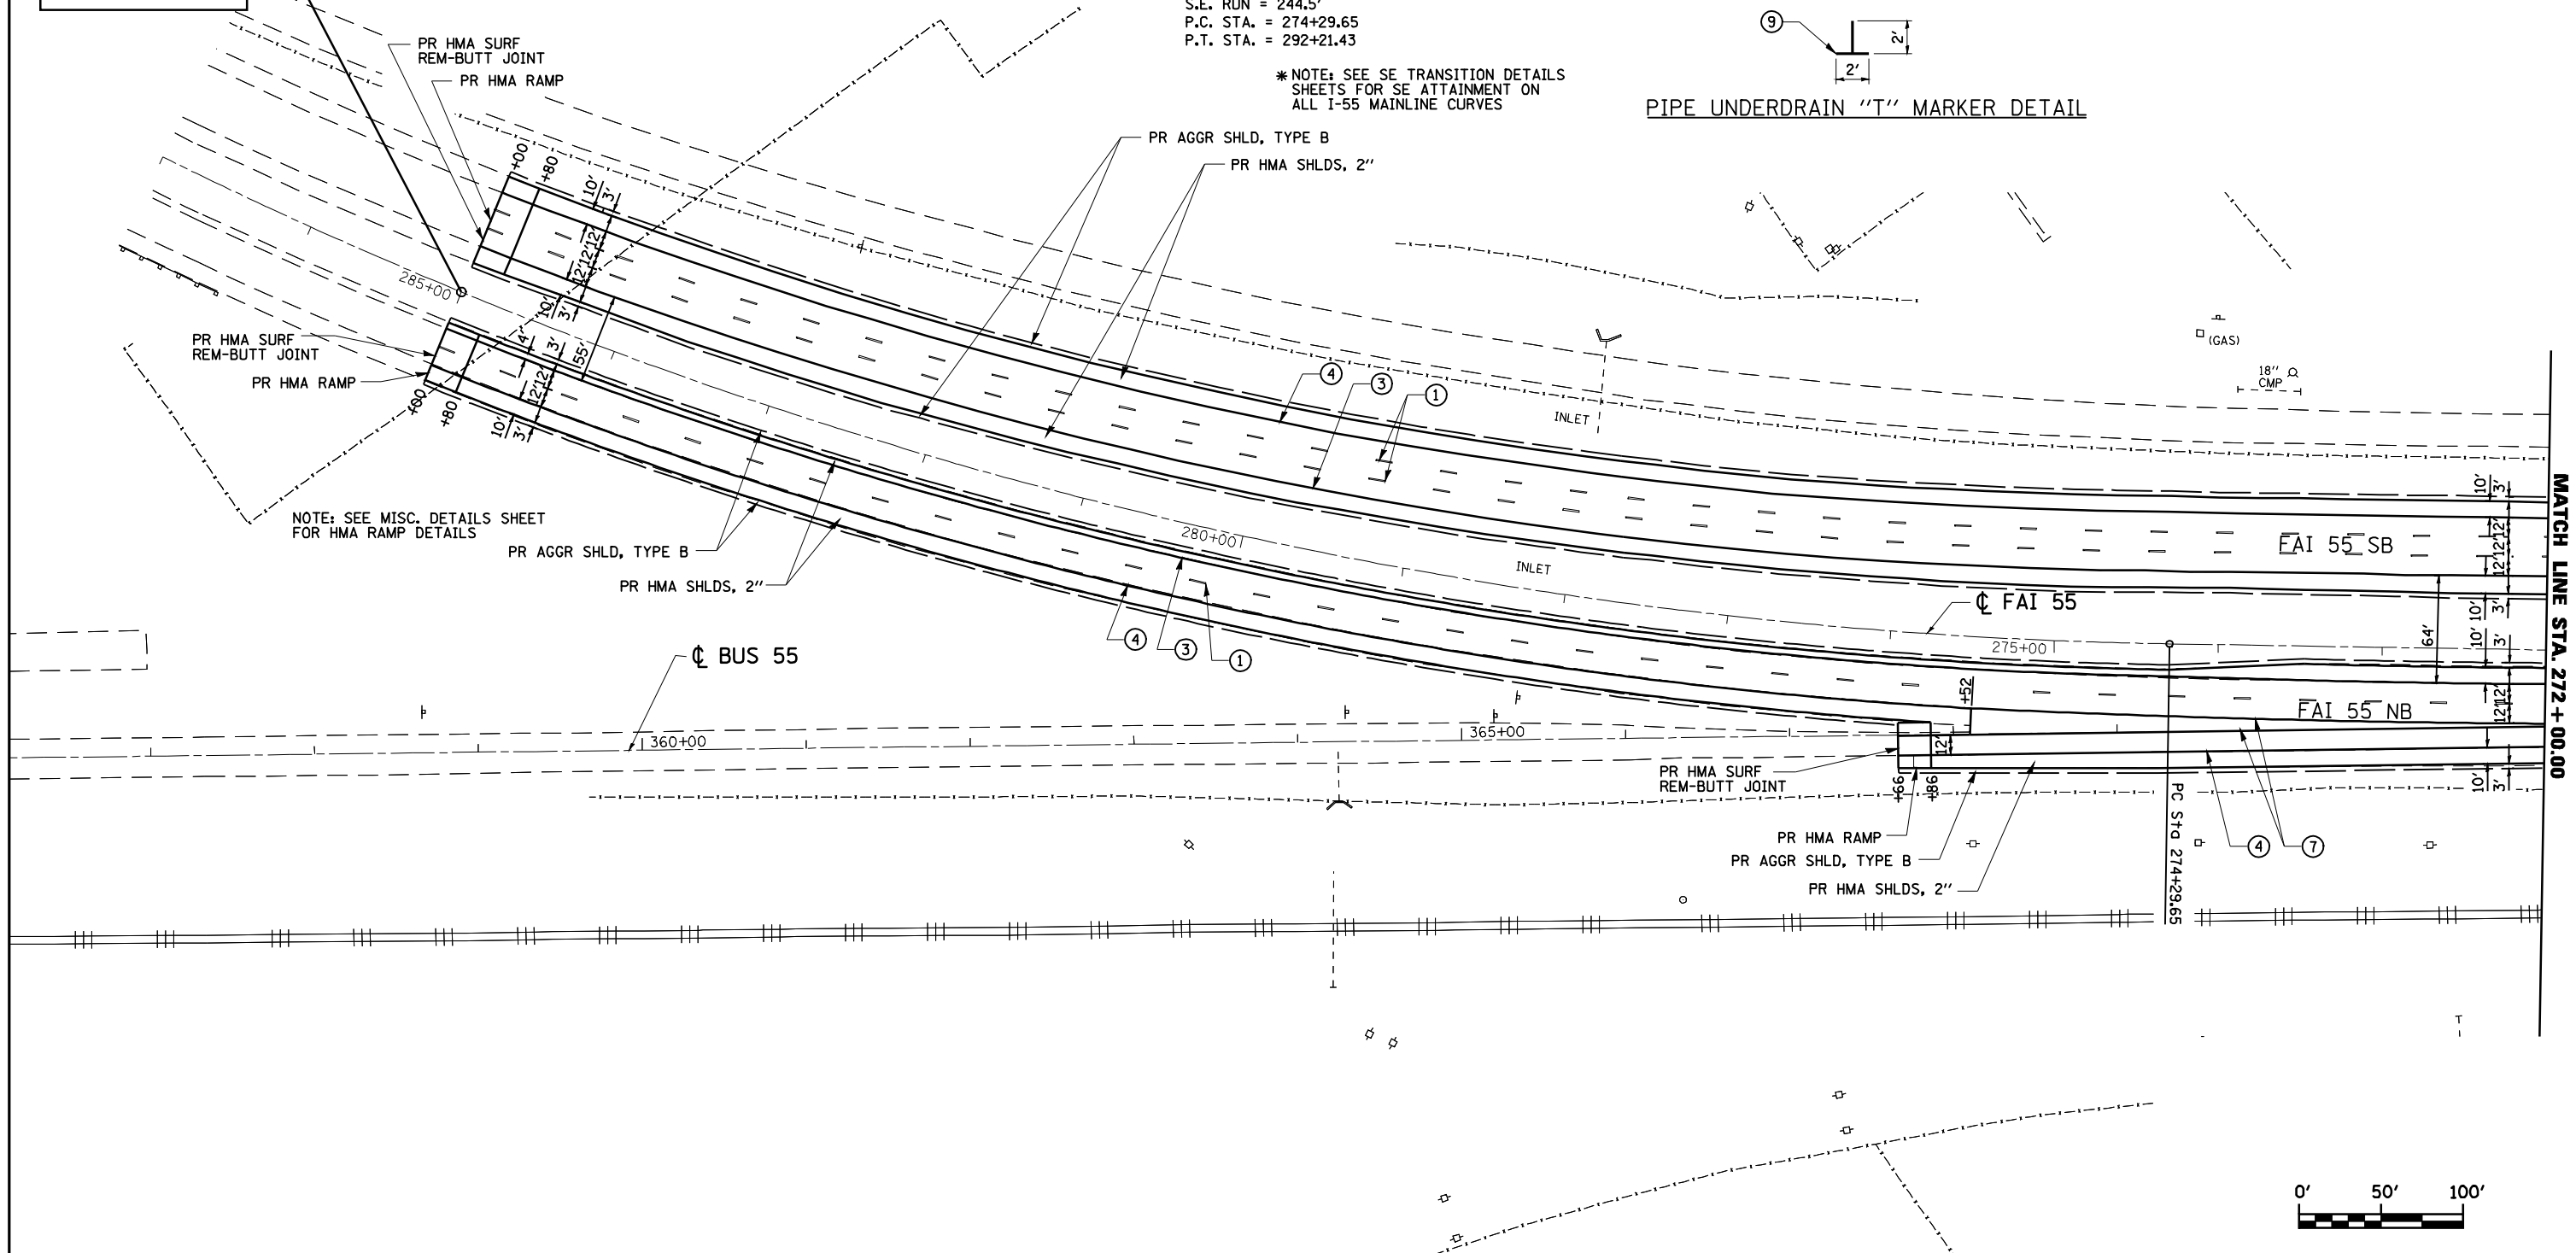 S.E. RUN = 244.5'
P.C. STA. = 274+29.65
P.T. STA. = 292+21.43
9
2'
2'
PIPE UNDERDRAIN "T" MARKER DETAIL
* NOTE: SEE SE TRANSITION DETAILS
SHEETS FOR SE ATTAINMENT ON
ALL I-55 MAINLINE CURVES
PR HMA SURF
REM-BUTT JOINT
PR HMA RAMP
PR AGGR SHLD, TYPE B
PR HMA SHLDS, 2"
+00
+80
10'
3'
12'12'12'
10'
3'
285+00
55'
PR HMA SURF
REM-BUTT JOINT
PR HMA RAMP
4'
3'
12'12'
+00
+80
10'
3'
NOTE: SEE MISC. DETAILS SHEET
FOR HMA RAMP DETAILS
PR AGGR SHLD, TYPE B
PR HMA SHLDS, 2"
4
3
1
INLET
(GAS)
18"
CMP
280+00
INLET
4
3
1
℄ BUS 55
℄ FAI 55
275+00
FAI 55 SB
FAI 55 NB
10'
3'
12'12'12'
10'
3'
64'
10'
3'
12'12'
10'
3'
MATCH LINE STA. 272+00.00
360+00
365+00
+52
12'
+66
+86
PR HMA SURF
REM-BUTT JOINT
PR HMA RAMP
PR AGGR SHLD, TYPE B
PR HMA SHLDS, 2"
PC Sta 274+29.65
4
7
0' 50' 100'